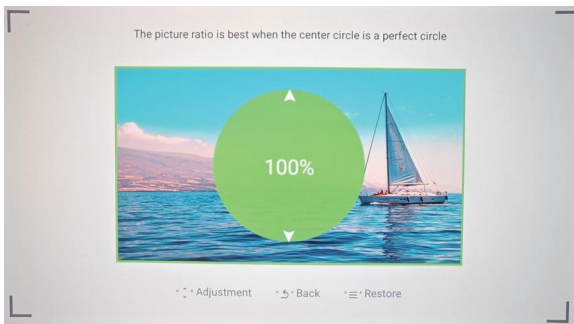 The picture ratio is best when the center circle is a perfect circle
100%
Adjustment Back Restore